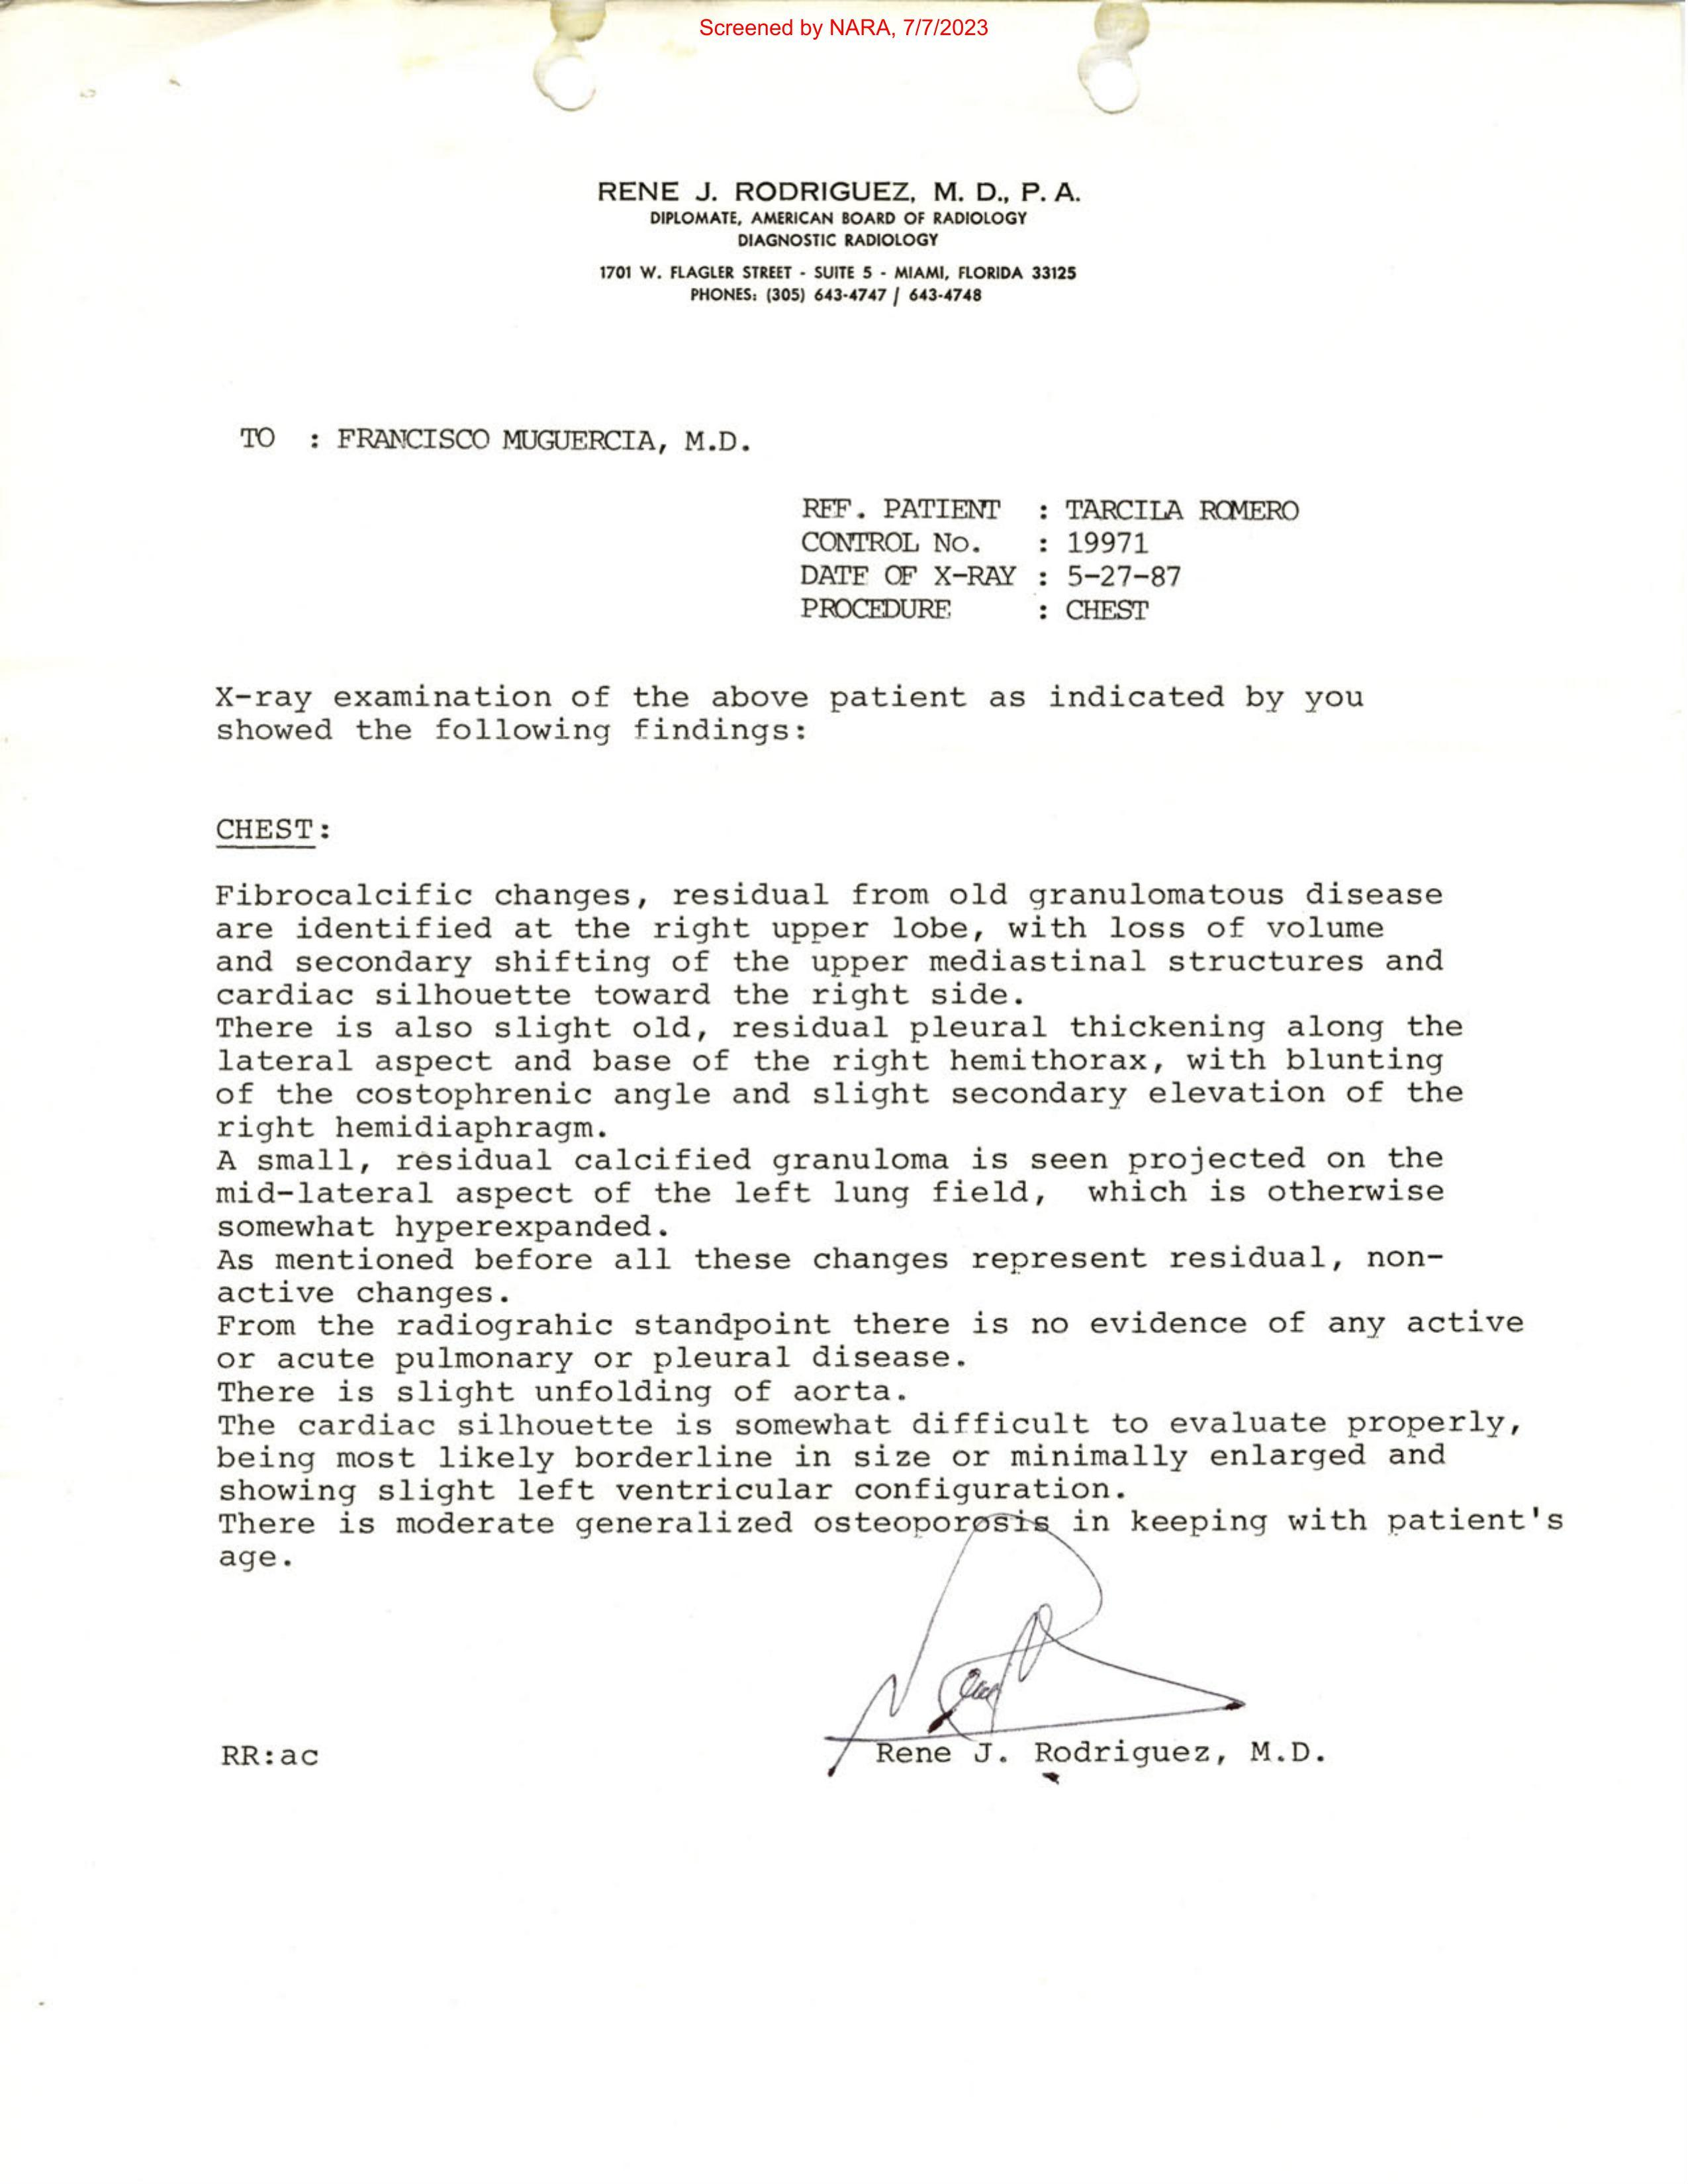 Screened by NARA, 7/7/2023
RENE J. RODRIGUEZ, M. D., P. A.
DIPLOMATE, AMERICAN BOARD OF RADIOLOGY
DIAGNOSTIC RADIOLOGY
1701 W. FLAGLER STREET - SUITE 5 - MIAMI, FLORIDA 33125
PHONES: (305) 643-4747 / 643-4748
TO : FRANCISCO MUGUERCIA, M.D.
REF. PATIENT : TARCILA ROMERO
CONTROL No. : 19971
DATE OF X-RAY : 5-27-87
PROCEDURE : CHEST
X-ray examination of the above patient as indicated by you
showed the following findings:
CHEST:
Fibrocalcific changes, residual from old granulomatous disease
are identified at the right upper lobe, with loss of volume
and secondary shifting of the upper mediastinal structures and
cardiac silhouette toward the right side.
There is also slight old, residual pleural thickening along the
lateral aspect and base of the right hemithorax, with blunting
of the costophrenic angle and slight secondary elevation of the
right hemidiaphragm.
A small, residual calcified granuloma is seen projected on the
mid-lateral aspect of the left lung field, which is otherwise
somewhat hyperexpanded.
As mentioned before all these changes represent residual, non-
active changes.
From the radiograhic standpoint there is no evidence of any active
or acute pulmonary or pleural disease.
There is slight unfolding of aorta.
The cardiac silhouette is somewhat difficult to evaluate properly,
being most likely borderline in size or minimally enlarged and
showing slight left ventricular configuration.
There is moderate generalized osteoporosis in keeping with patient's
age.
RR:ac
Rene J. Rodriguez, M.D.